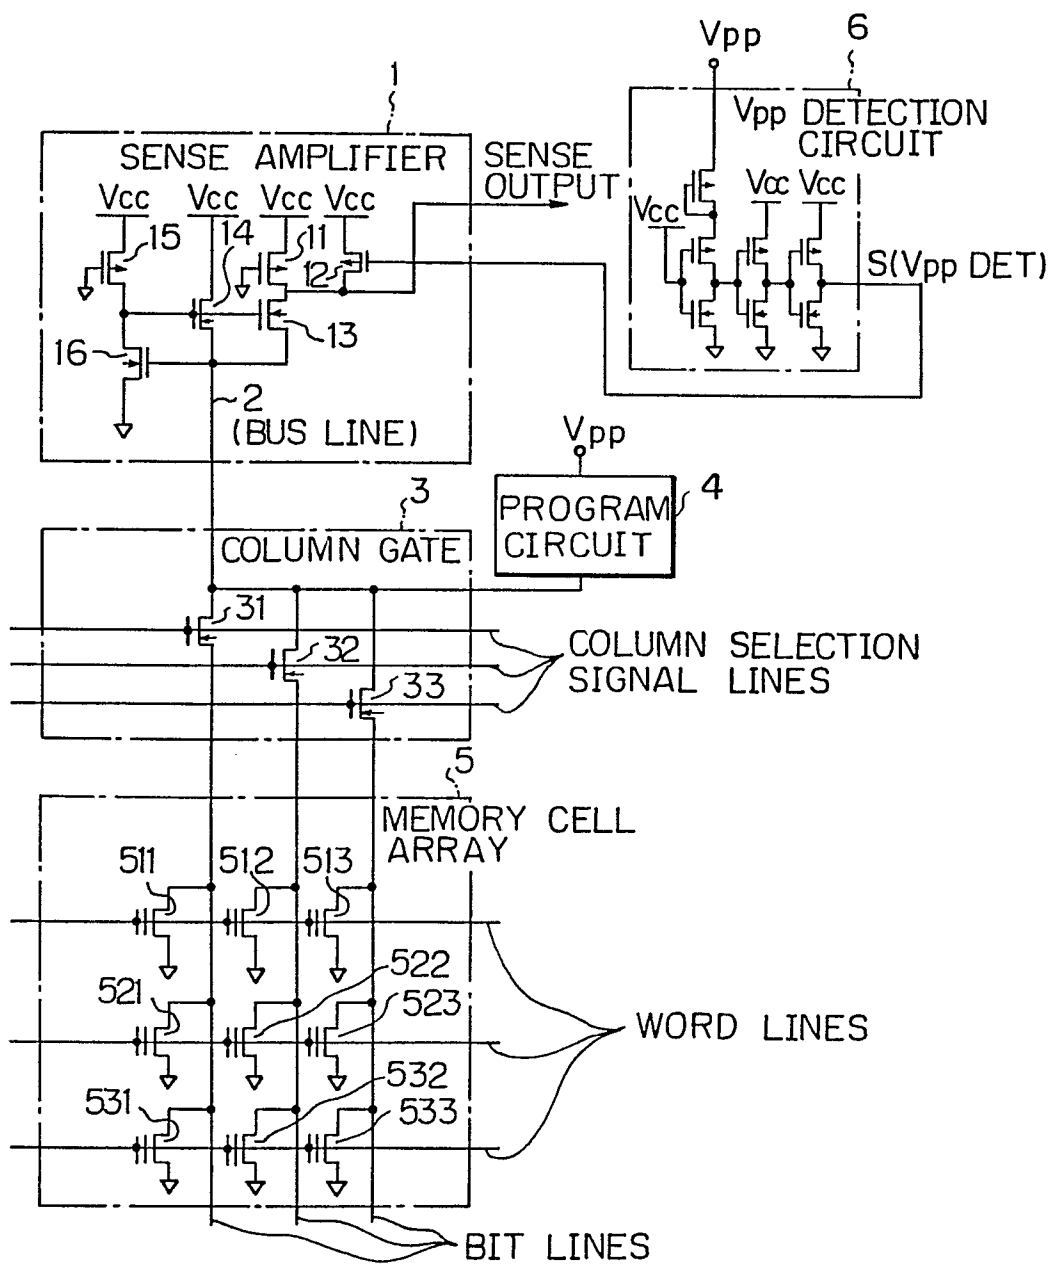 1
SENSE AMPLIFIER
Vcc
Vcc
Vcc
Vcc
15
14
11
12
13
16
2
(BUS LINE)
SENSE
OUTPUT
Vpp
6
Vpp DETECTION
CIRCUIT
Vcc
Vcc
Vcc
S(Vpp DET)
Vpp
PROGRAM
CIRCUIT
4
3
COLUMN GATE
31
32
33
COLUMN SELECTION
SIGNAL LINES
5
MEMORY CELL
ARRAY
511
512
513
521
522
523
531
532
533
WORD LINES
BIT LINES